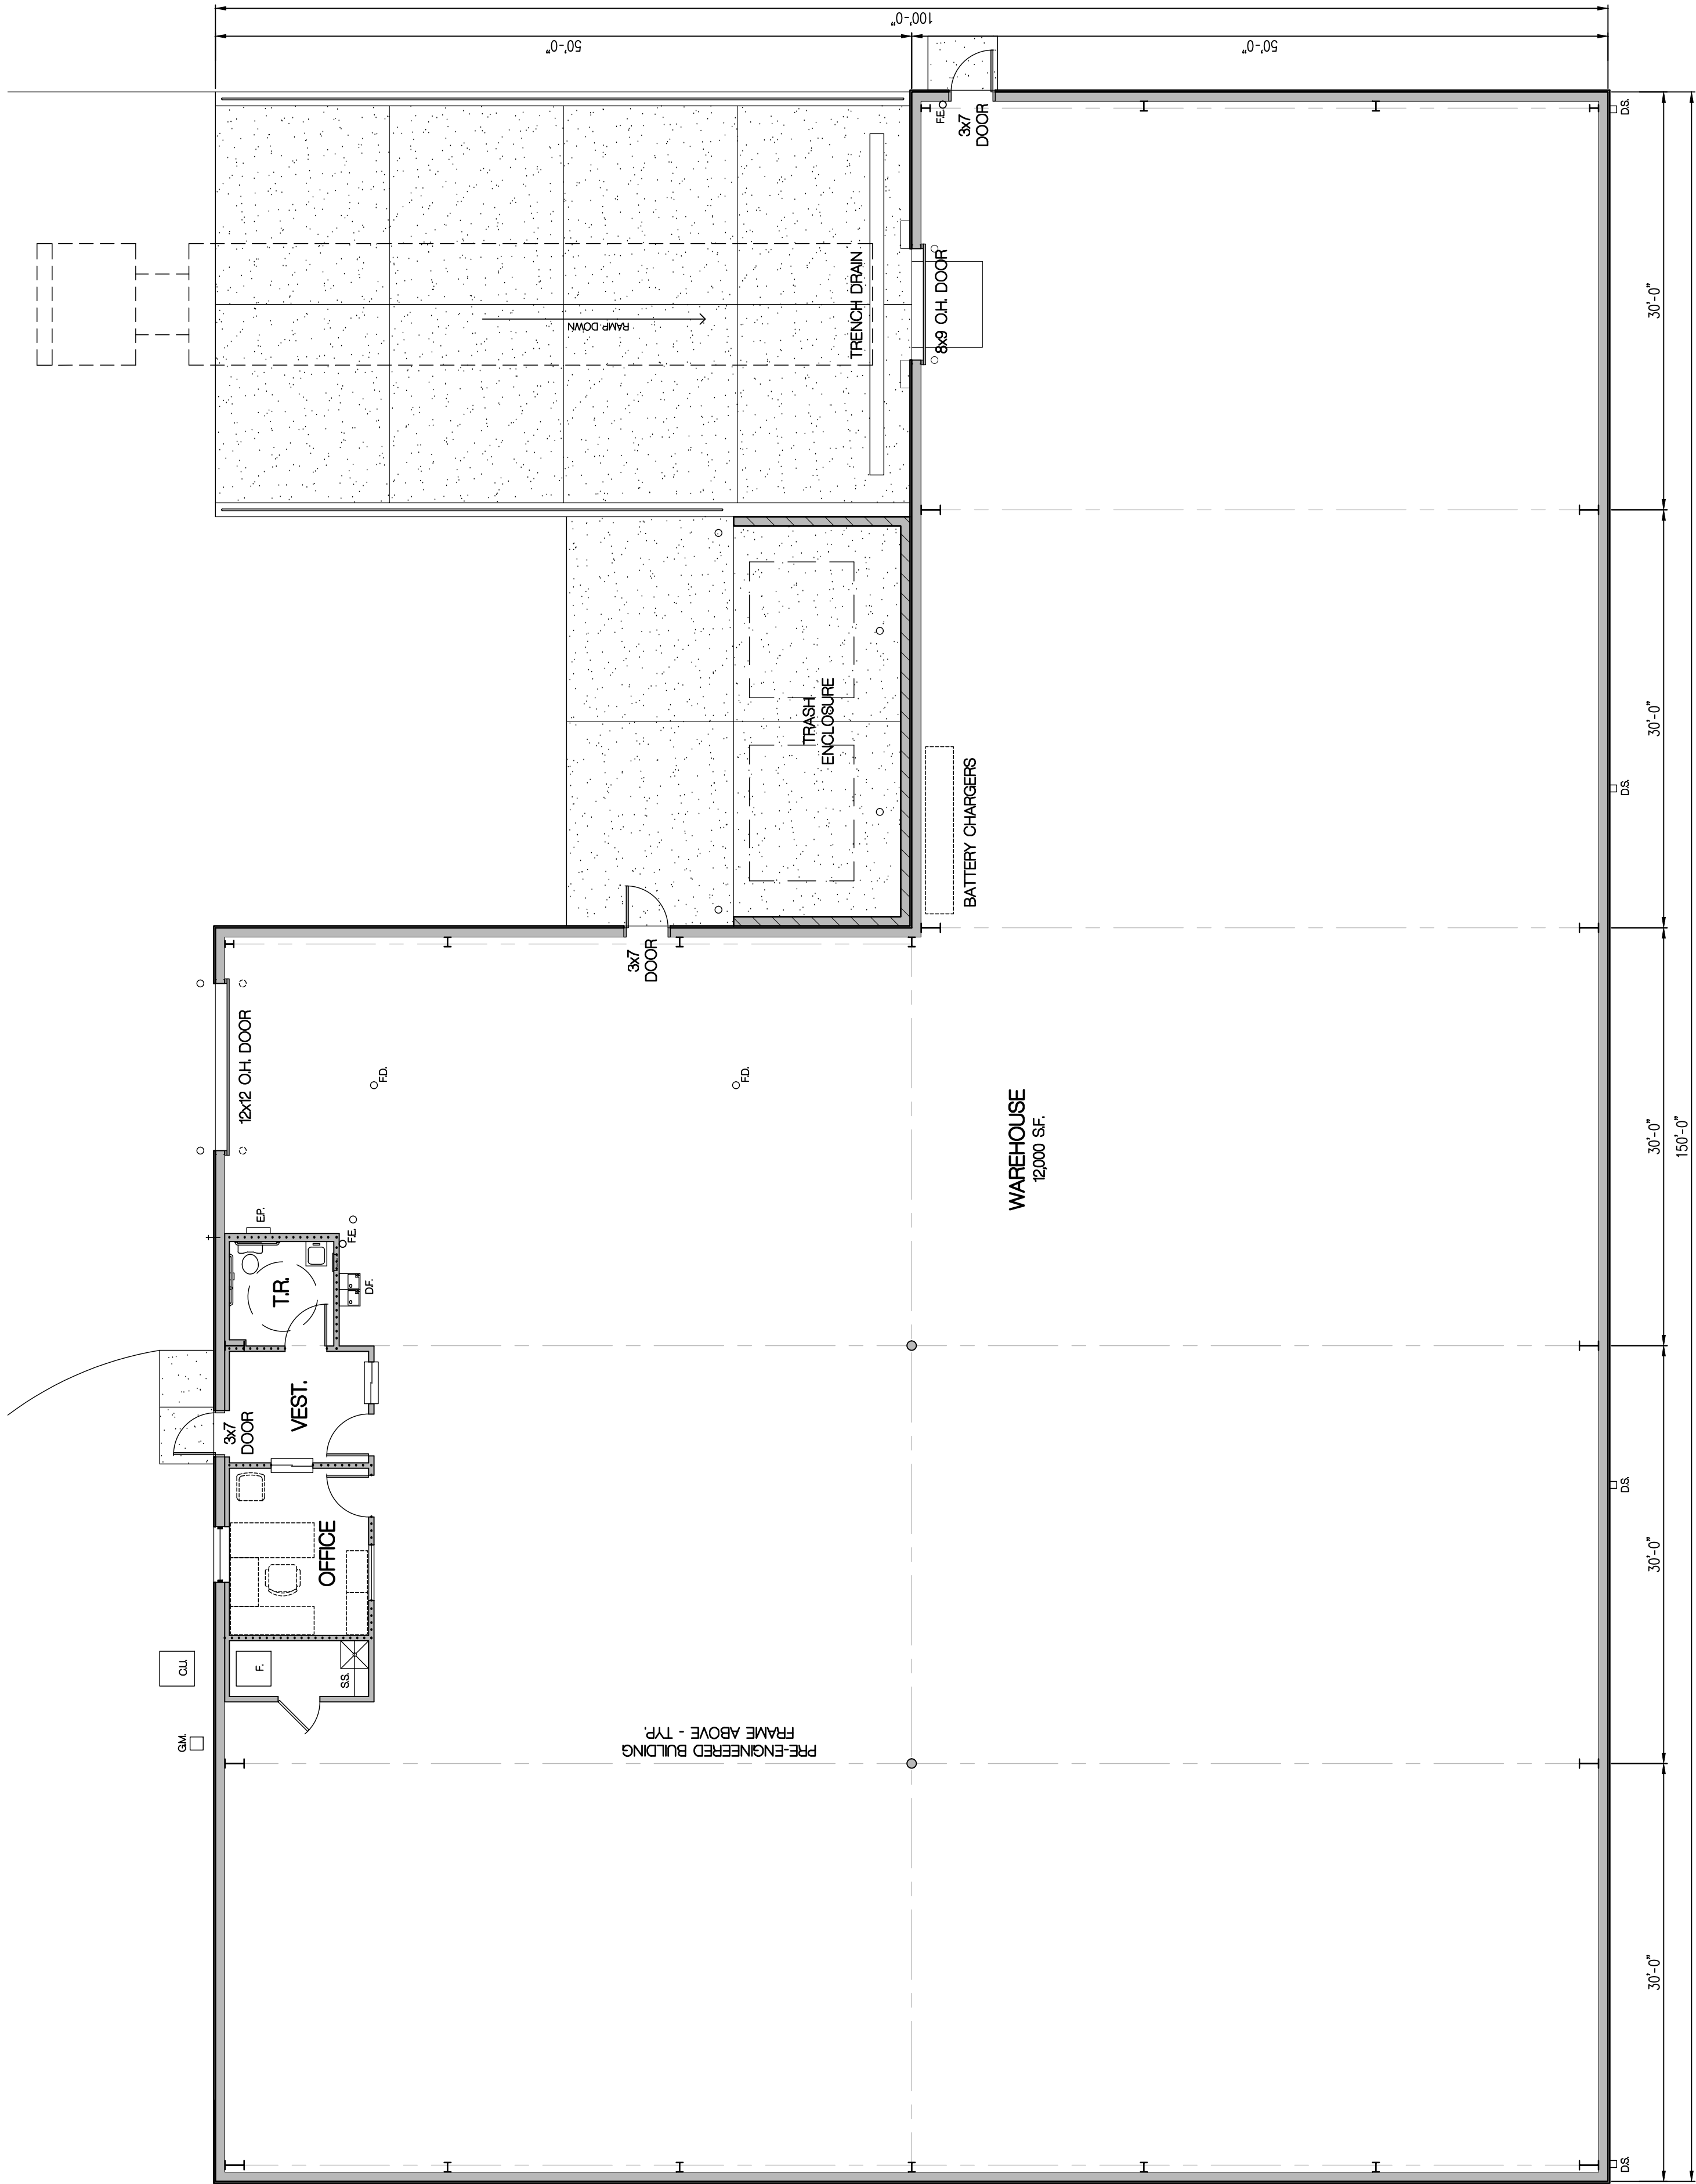 100'-0"
50'-0"
50'-0"
F.E.
3x7
DOOR
D.S.
TRENCH DRAIN
8x9 O.H. DOOR
RAMP DOWN
30'-0"
TRASH
ENCLOSURE
BATTERY CHARGERS
30'-0"
D.S.
3x7
DOOR
12x12 O.H. DOOR
F.D.
F.D.
WAREHOUSE
12,000 S.F.
30'-0"
150'-0"
E.P.
F.E.
T.R.
D.F.
VEST.
3x7
DOOR
OFFICE
D.S.
30'-0"
C.U.
F.
S.S.
G.M.
PRE-ENGINEERED BUILDING
FRAME ABOVE - TYP.
30'-0"
D.S.